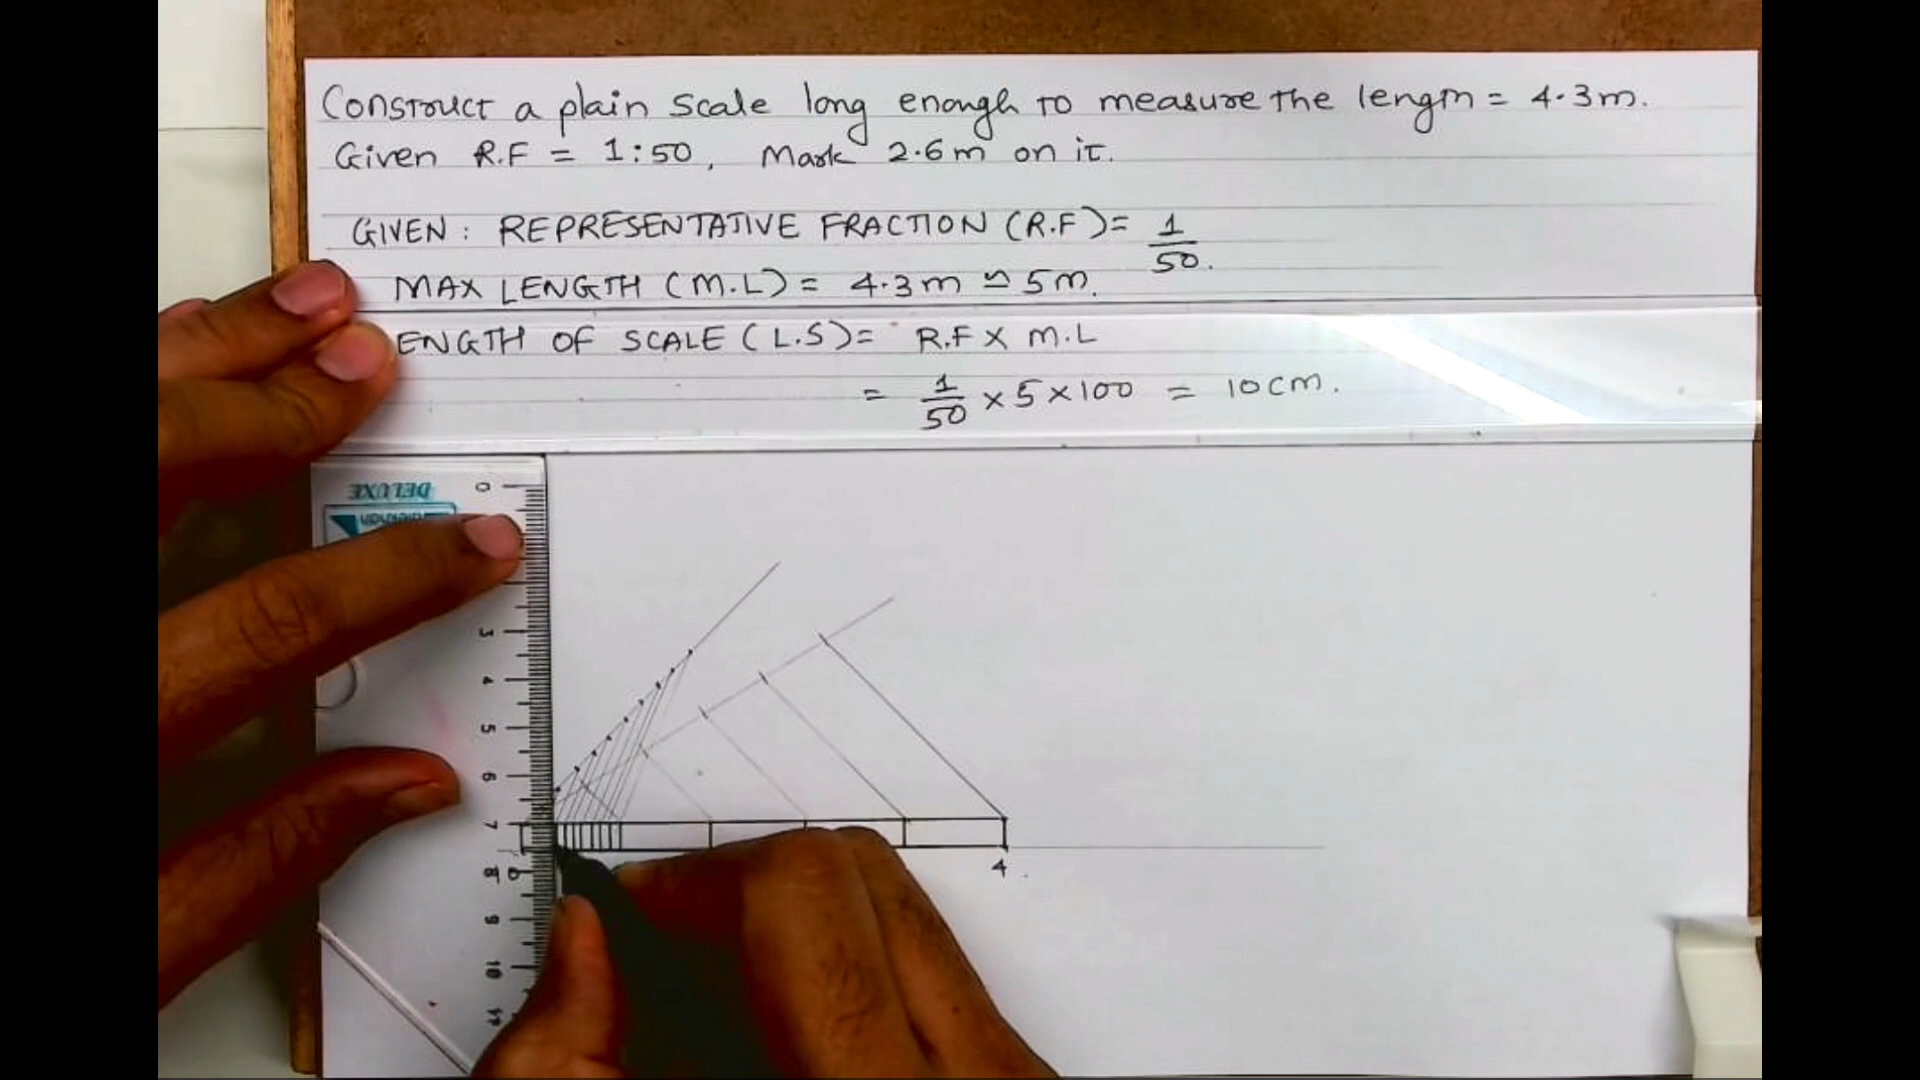 Construct a plain scale long enough to measure the length = 4.3m.
Given R.F = 1:50, Mark 2.6m on it.
GIVEN: REPRESENTATIVE FRACTION (R.F) = 1/50.
MAX LENGTH (M.L) = 4.3m ≃ 5m.
ENGTH OF SCALE (L.S) = R.F X M.L
= 1/50 × 5 × 100 = 10cm.
DELUXE
0
3
4
5
6
7
8
9
10
11
4